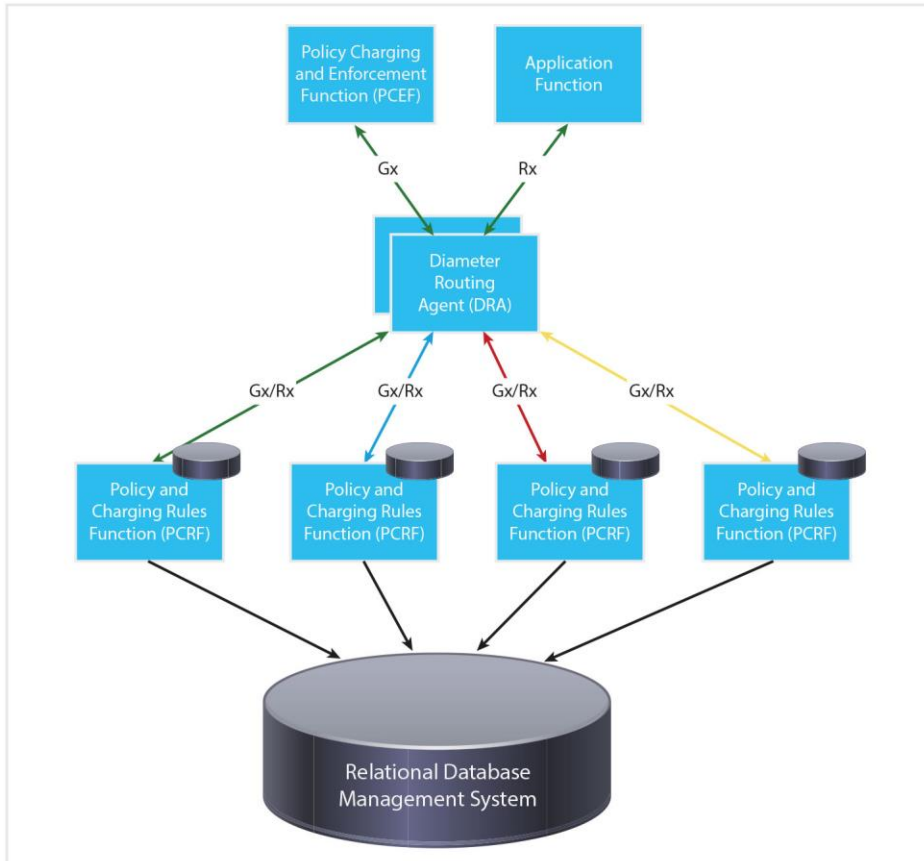 Policy Charging
and Enforcement
Function (PCEF)
Application
Function
Gx
Rx
Diameter
Routing
Agent (DRA)
Gx/Rx
Gx/Rx
Gx/Rx
Gx/Rx
Policy and
Charging Rules
Function (PCRF)
Policy and
Charging Rules
Function (PCRF)
Policy and
Charging Rules
Function (PCRF)
Policy and
Charging Rules
Function (PCRF)
Relational Database
Management System